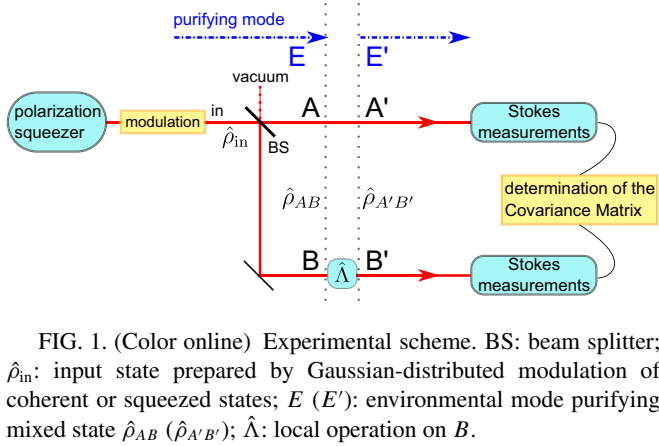 purifying mode
E E'
vacuum
polarization
squeezer
modulation
in
ρ̂in
BS
A A'
Stokes
measurements
ρ̂AB ρ̂A'B'
determination of the
Covariance Matrix
B Λ̂ B'
Stokes
measurements
FIG. 1. (Color online) Experimental scheme. BS: beam splitter;
ρ̂in: input state prepared by Gaussian-distributed modulation of
coherent or squeezed states; E (E′): environmental mode purifying
mixed state ρ̂AB (ρ̂A′B′); Λ̂: local operation on B.